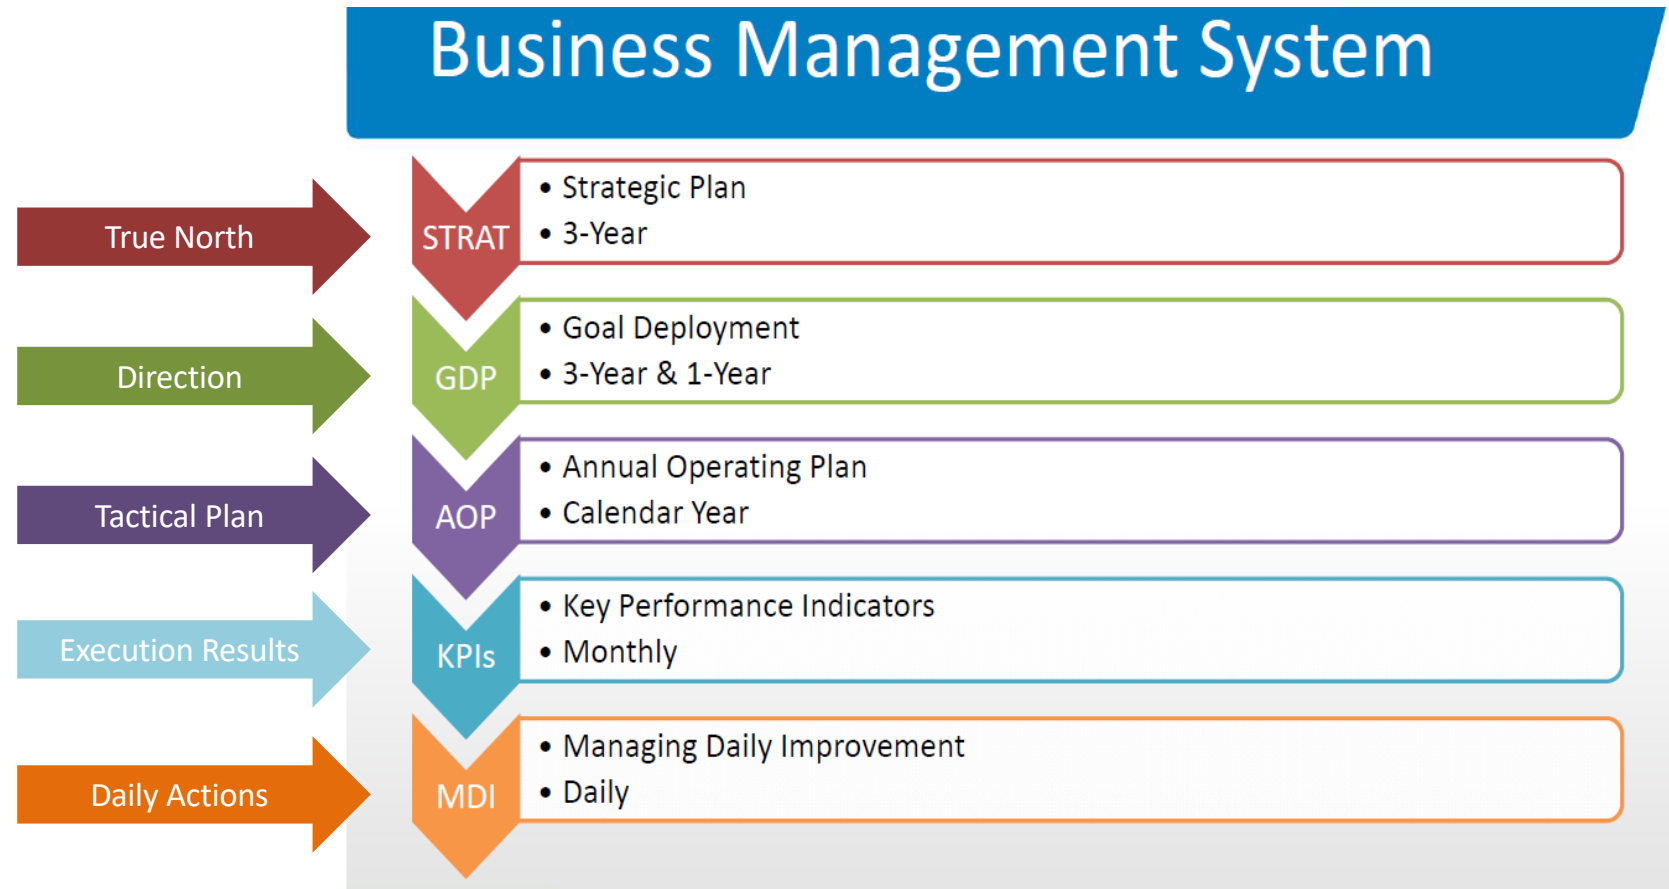 Business Management System
True North
STRAT
• Strategic Plan
• 3-Year
Direction
GDP
• Goal Deployment
• 3-Year & 1-Year
Tactical Plan
AOP
• Annual Operating Plan
• Calendar Year
Execution Results
KPIs
• Key Performance Indicators
• Monthly
Daily Actions
MDI
• Managing Daily Improvement
• Daily